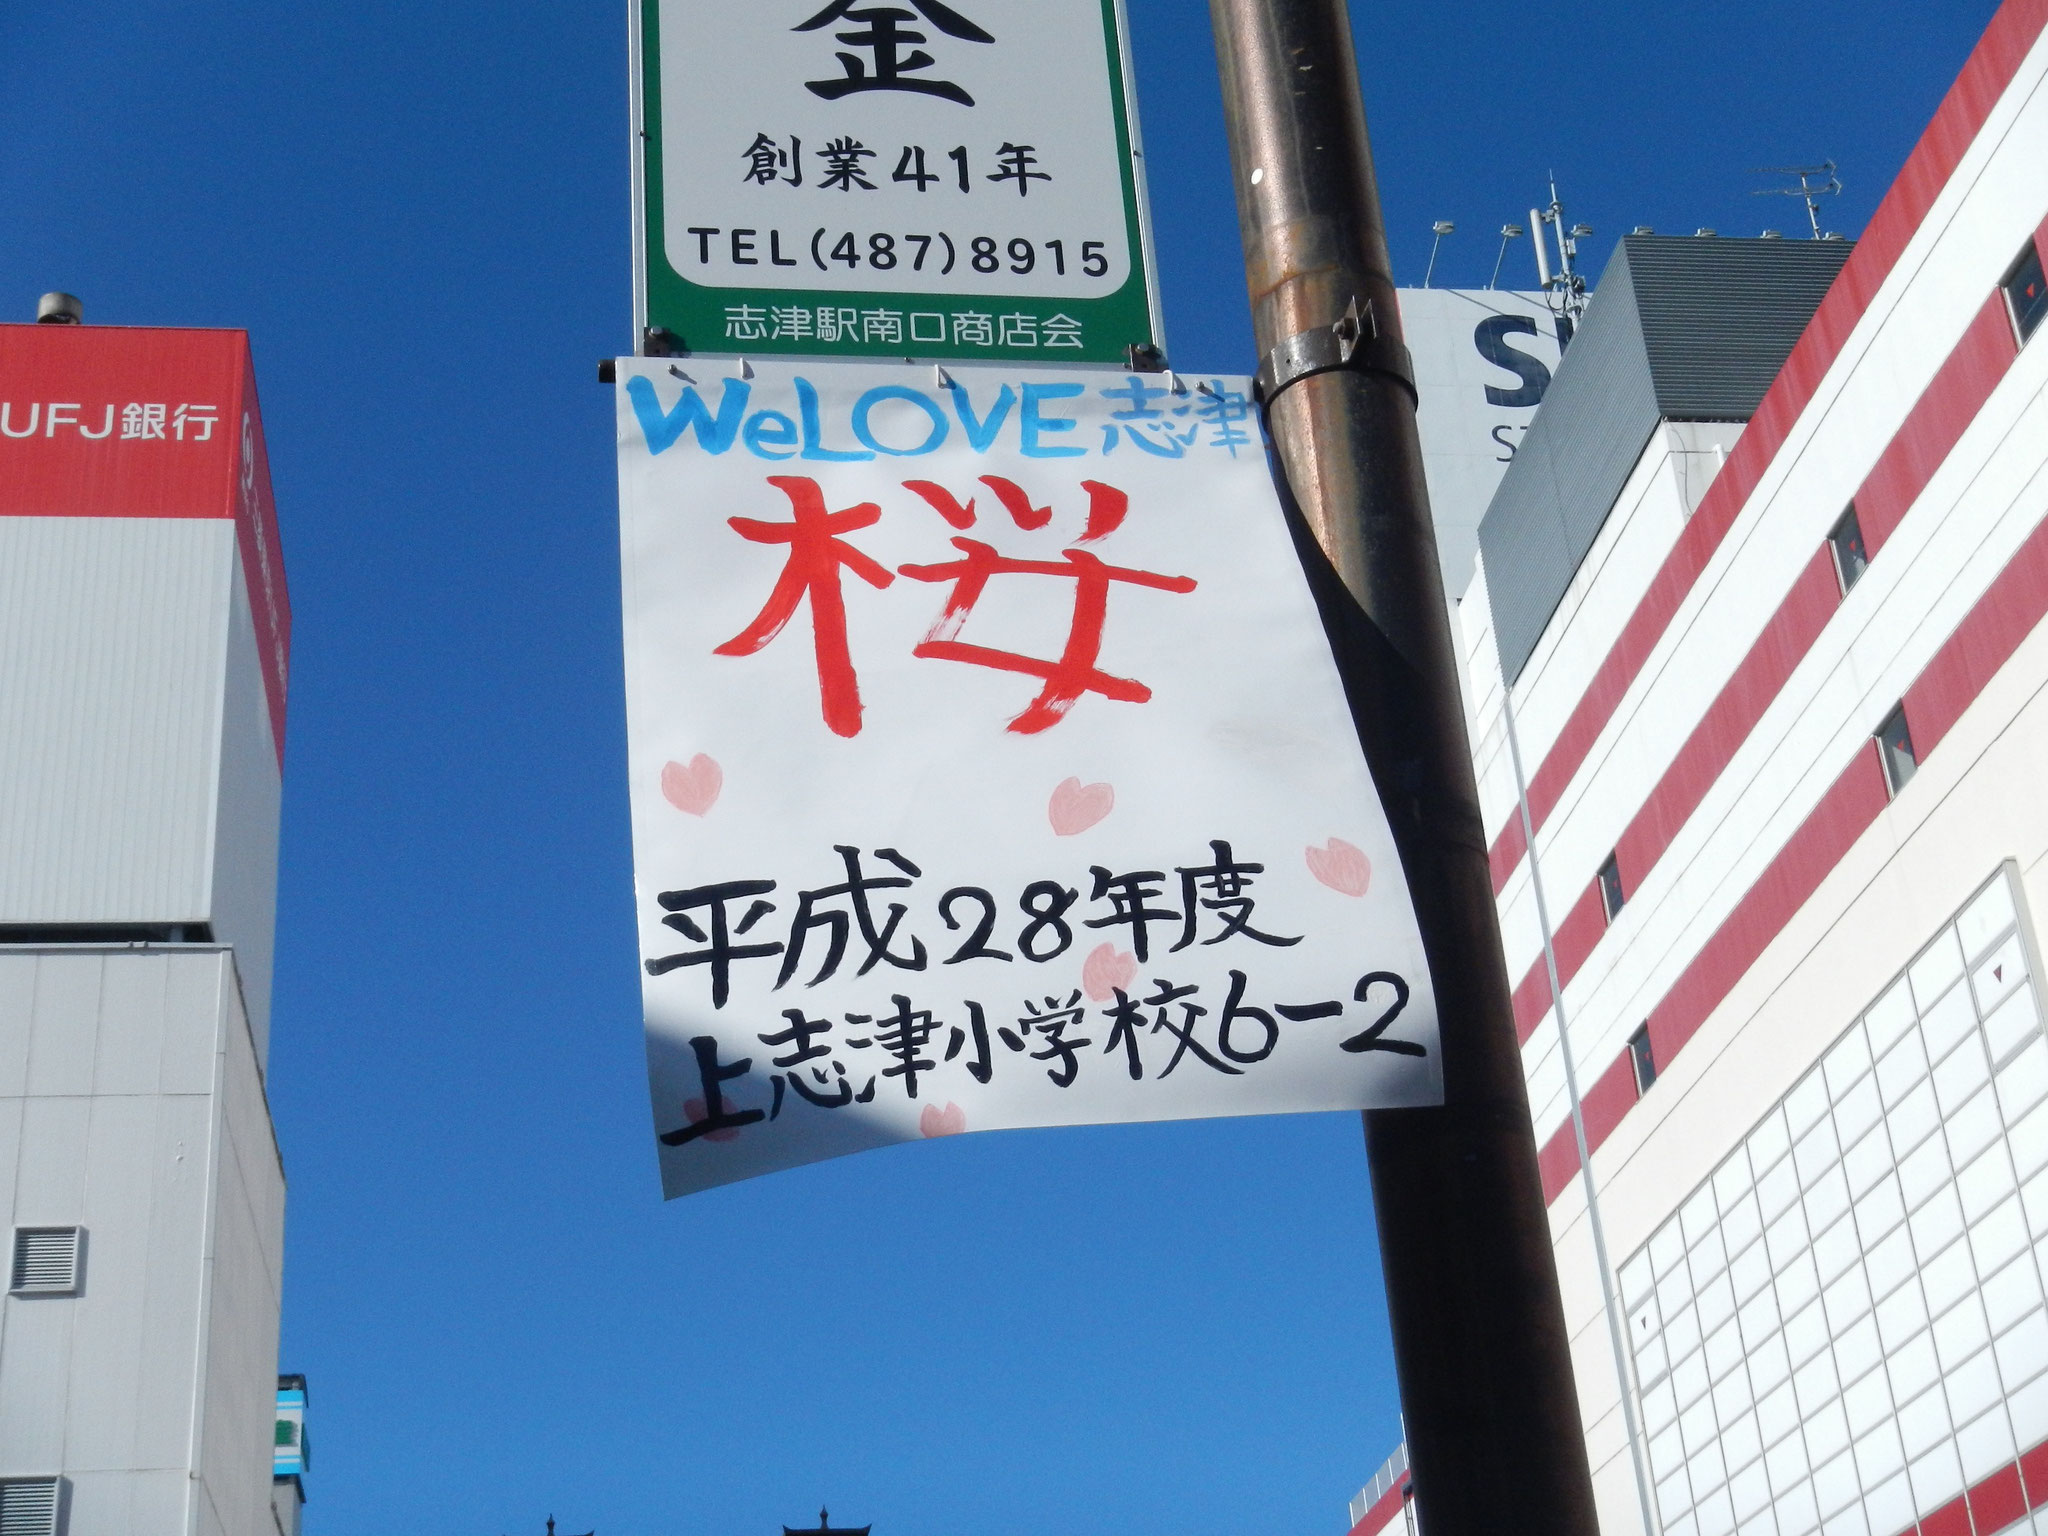 金
創業41年
TEL(487)8915
志津駅南口商店会
WeLOVE志津
桜
平成28年度
上志津小学校6-2
UFJ銀行